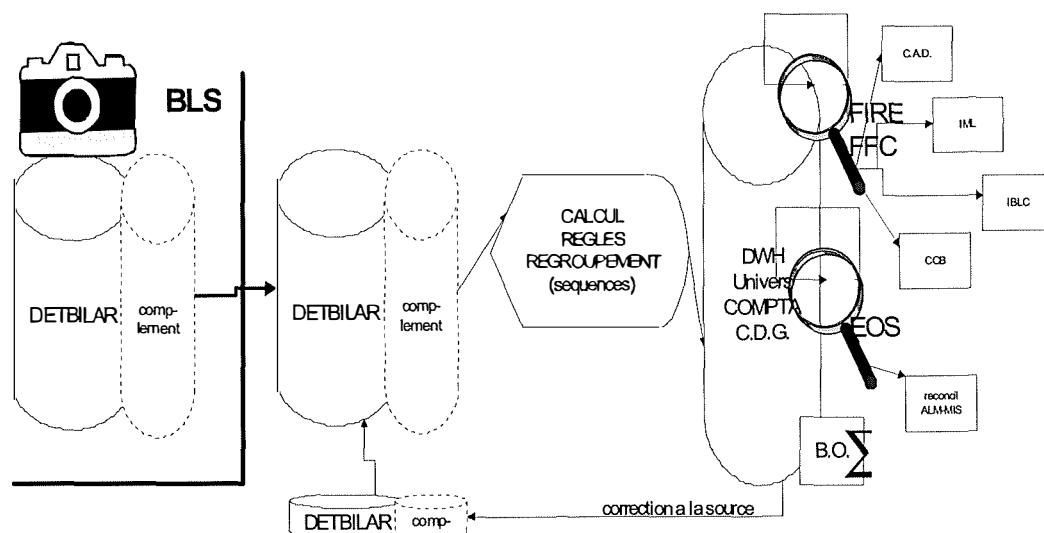 BLS
DETBILAR
comp-
lement
DETBILAR
comp-
lement
CALCUL
REGLES
REGROUPEMENT
(sequences)
DWH
Univers
COMPTA
C.D.G.
FIRE
FFC
EOS
C.A.D.
IML
IBLC
CCB
reconcil
ALM-MIS
B.O. Σ
correction a la source
DETBILAR
comp-